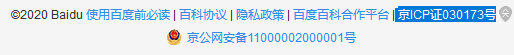 ©2020 Baidu 使用百度前必读 | 百科协议 | 隐私政策 | 百度百科合作平台 | 京ICP证030173号
京公网安备11000002000001号